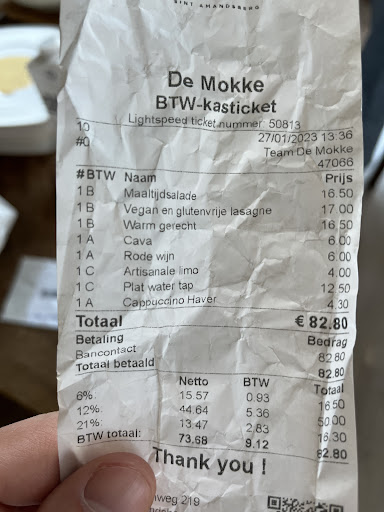 SINT AMANDSBERG
De Mokke
BTW-kasticket
Lightspeed ticket nummer 50813
10 27/01/2023 13:36
#0 Team De Mokke
47066
#BTW Naam Prijs
1 B Maaltijdsalade 16.50
1 B Vegan en glutenvrije lasagne 17.00
1 B Warm gerecht 16.50
1 A Cava 6.00
1 A Rode wijn 6.00
1 C Artisanale limo 4.00
1 C Plat water tap 12.50
1 A Cappuccino Haver 4.30
Totaal € 82.80
Betaling Bedrag
Bancontact 82.80
Totaal betaald 82.80
Netto BTW Totaal
6%: 15.57 0.93 16.50
12%: 44.64 5.36 50.00
21%: 13.47 2.83 16.30
BTW totaal: 73.68 9.12 82.80
Thank you !
weg 219